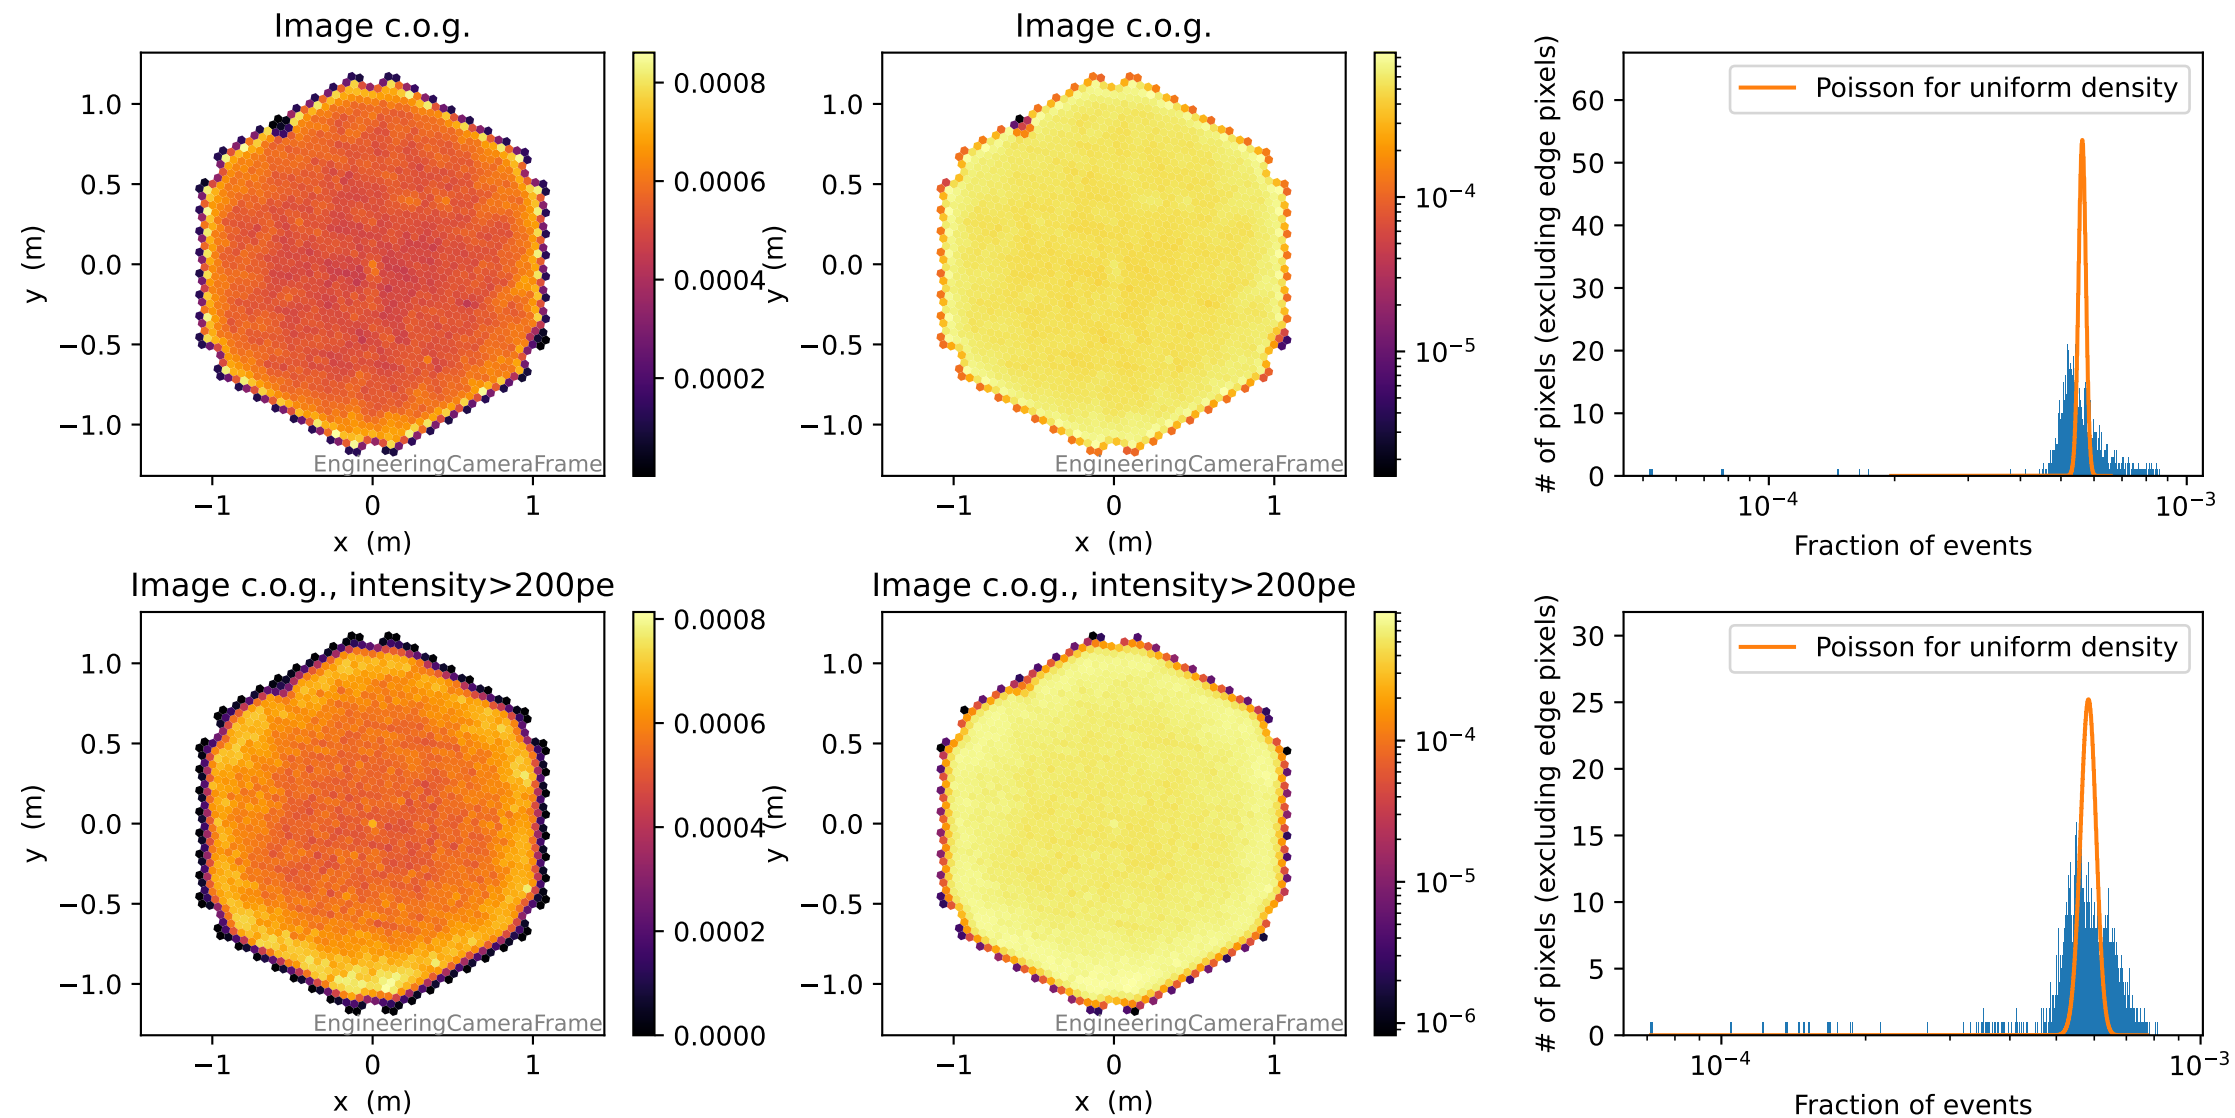 Image c.o.g.
1.0
0.5
0.0
−0.5
−1.0
y (m)
−1
0
1
x (m)
EngineeringCameraFrame
0.0008
0.0006
0.0004
0.0002
Image c.o.g.
1.0
0.5
0.0
−0.5
−1.0
y (m)
−1
0
1
x (m)
EngineeringCameraFrame
10⁻⁴
10⁻⁵
# of pixels (excluding edge pixels)
60
50
40
30
20
10
0
Poisson for uniform density
10⁻⁴
10⁻³
Fraction of events
Image c.o.g., intensity>200pe
1.0
0.5
0.0
−0.5
−1.0
y (m)
−1
0
1
x (m)
EngineeringCameraFrame
0.0008
0.0006
0.0004
0.0002
0.0000
Image c.o.g., intensity>200pe
1.0
0.5
0.0
−0.5
−1.0
y (m)
−1
0
1
x (m)
EngineeringCameraFrame
10⁻⁴
10⁻⁵
10⁻⁶
# of pixels (excluding edge pixels)
30
25
20
15
10
5
0
Poisson for uniform density
10⁻⁴
10⁻³
Fraction of events